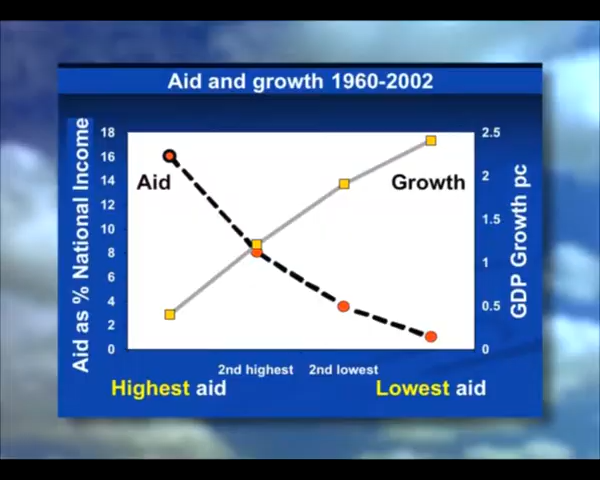 Aid and growth 1960-2002
Aid as % National Income
18
16
14
12
10
8
6
4
2
0
Aid
Growth
2.5
2
1.5
1
0.5
0
GDP Growth pc
2nd highest
2nd lowest
Highest aid
Lowest aid